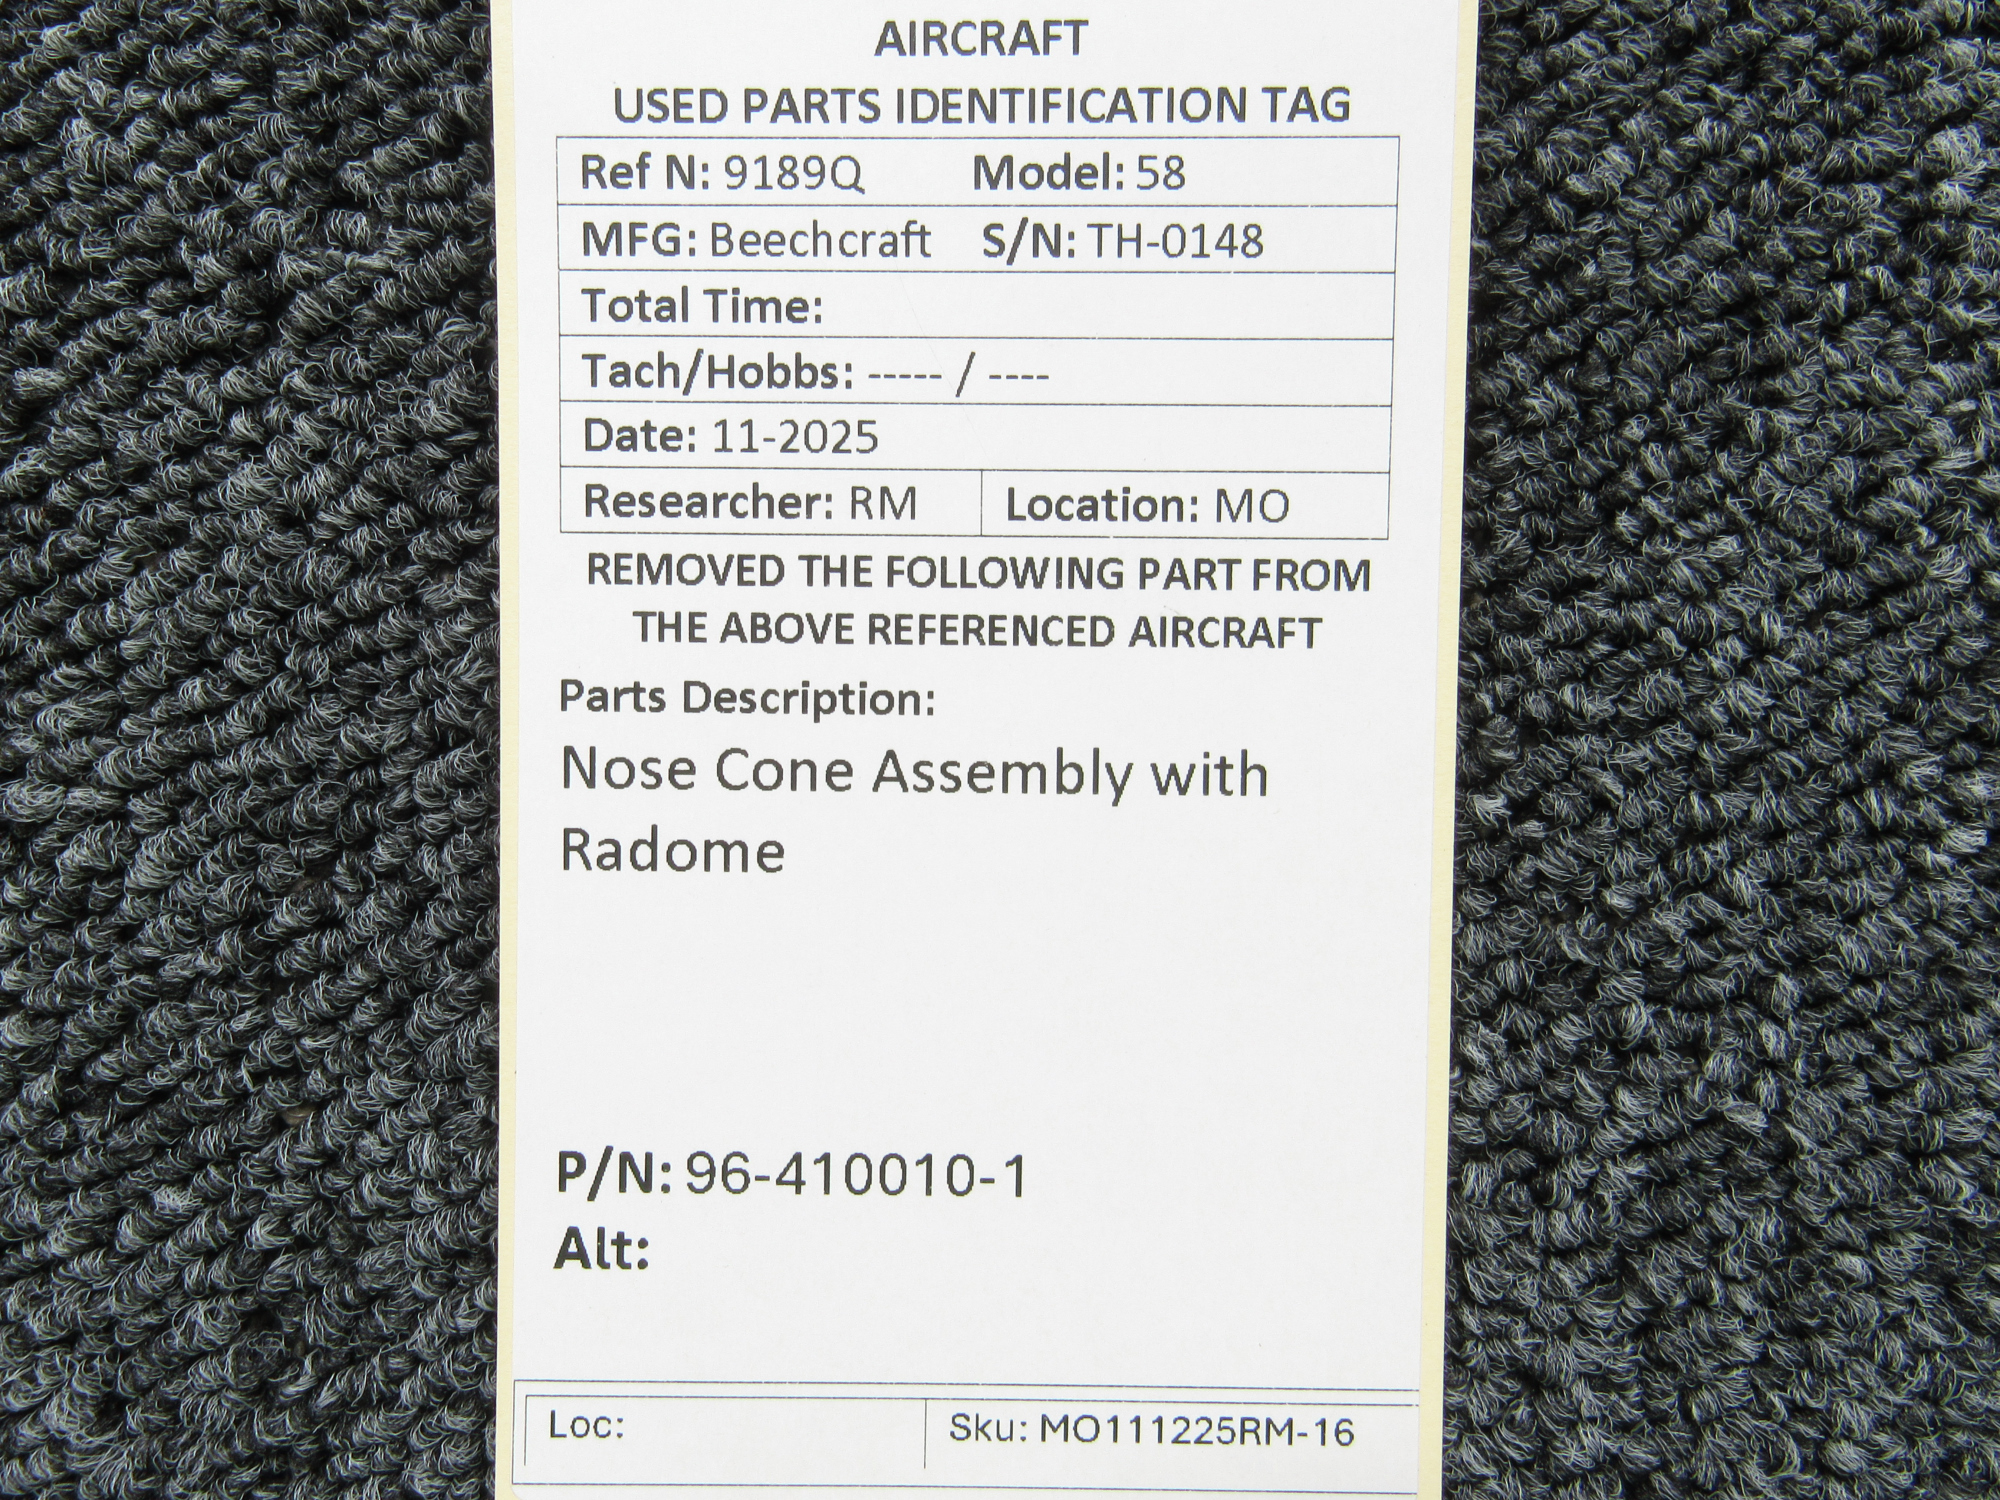 AIRCRAFT
USED PARTS IDENTIFICATION TAG
Ref N: 9189Q Model: 58
MFG: Beechcraft S/N: TH-0148
Total Time:
Tach/Hobbs: ----- / ----
Date: 11-2025
Researcher: RM Location: MO
REMOVED THE FOLLOWING PART FROM
THE ABOVE REFERENCED AIRCRAFT
Parts Description:
Nose Cone Assembly with
Radome
P/N: 96-410010-1
Alt:
Loc: Sku: MO111225RM-16